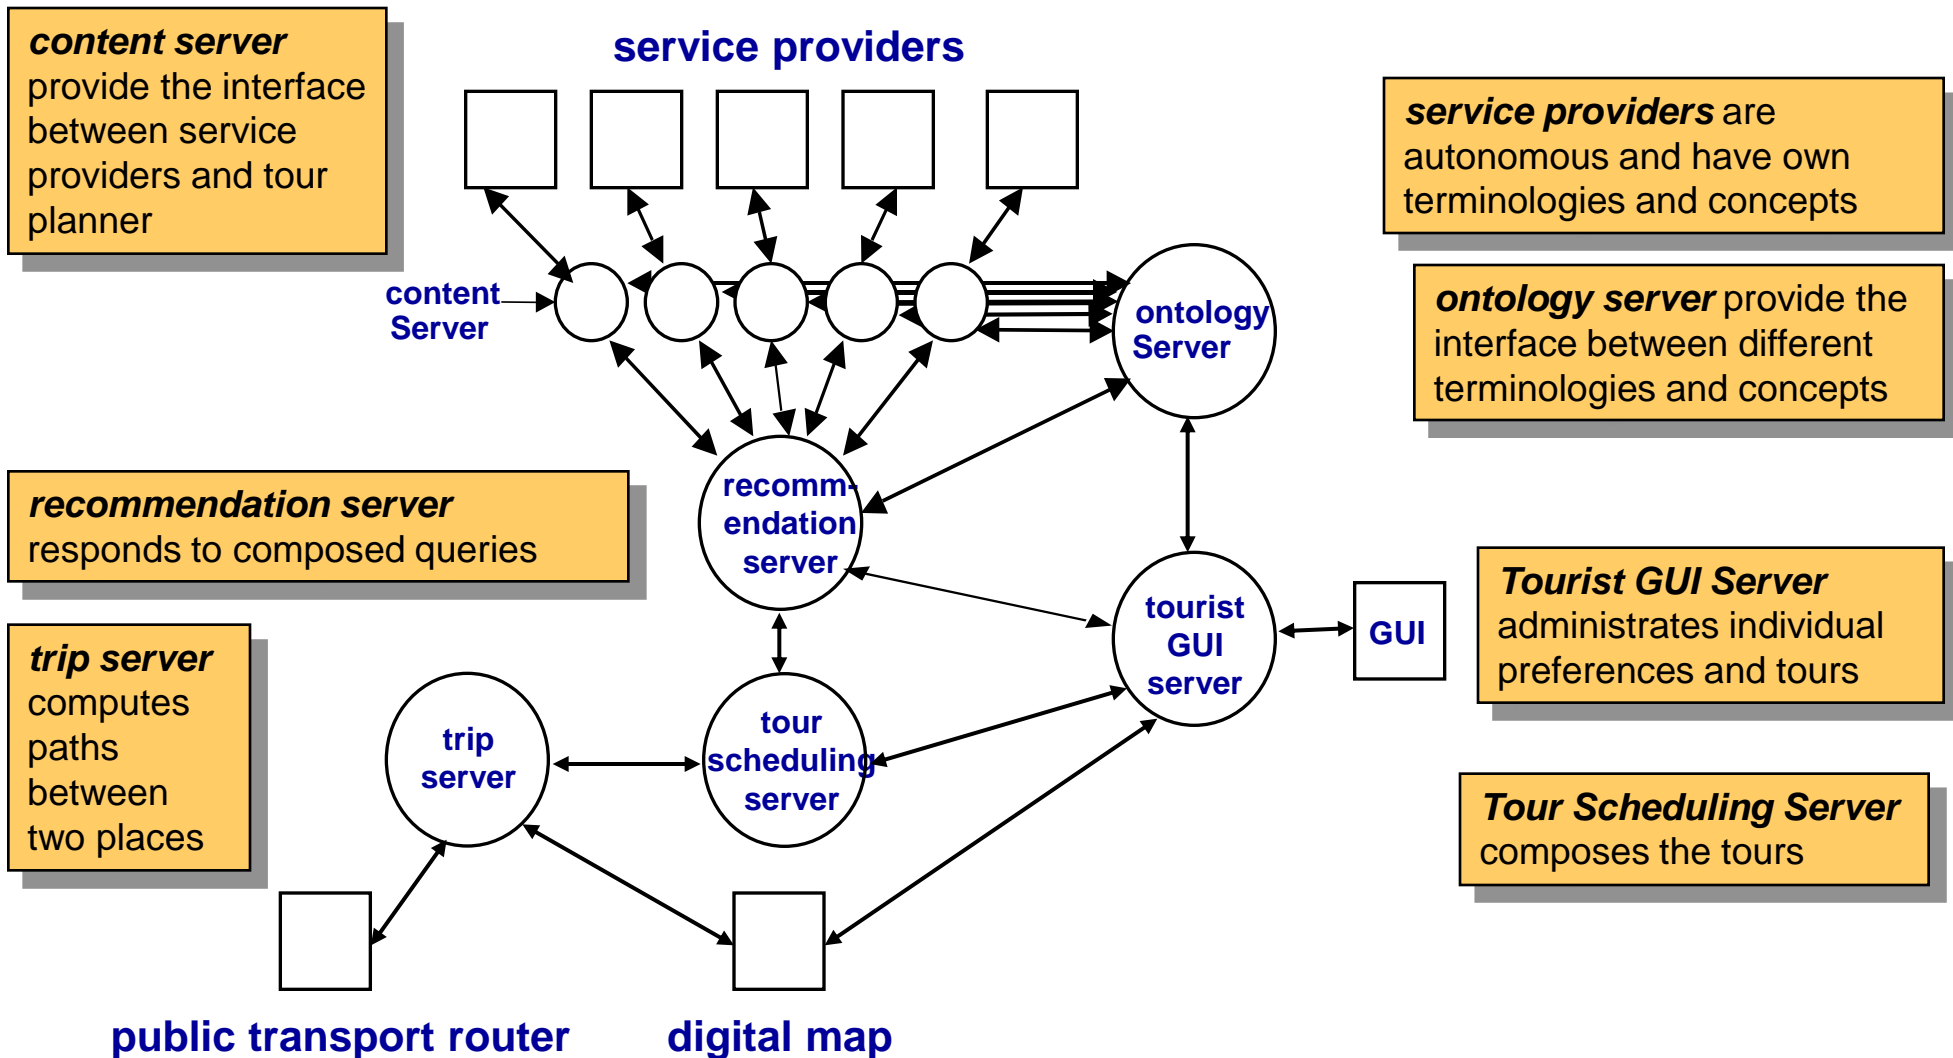 content server
provide the interface
between service
providers and tour
planner
service providers
service providers are
autonomous and have own
terminologies and concepts
content
Server
ontology
Server
ontology server provide the
interface between different
terminologies and concepts
recommendation server
responds to composed queries
recomm-
endation
server
tourist
GUI
server
GUI
Tourist GUI Server
administrates individual
preferences and tours
trip server
computes
paths
between
two places
trip
server
tour
scheduling
server
Tour Scheduling Server
composes the tours
public transport router
digital map